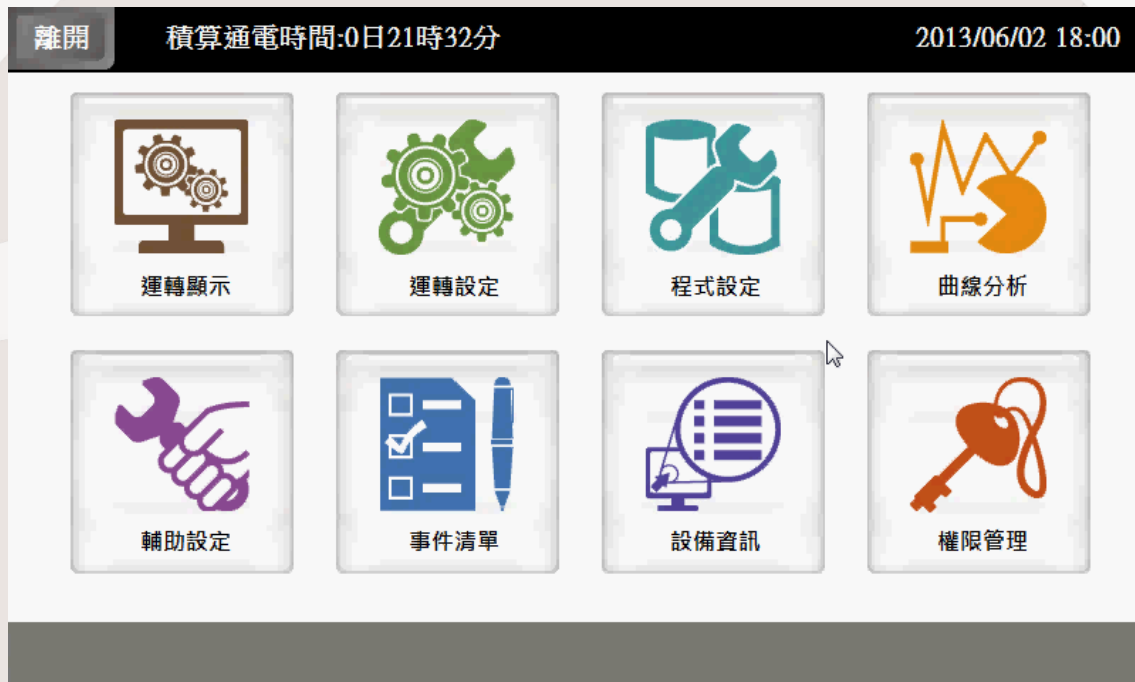 離開 積算通電時間:0日21時32分 2013/06/02 18:00
運轉顯示 運轉設定 程式設定 曲線分析
輔助設定 事件清單 設備資訊 權限管理